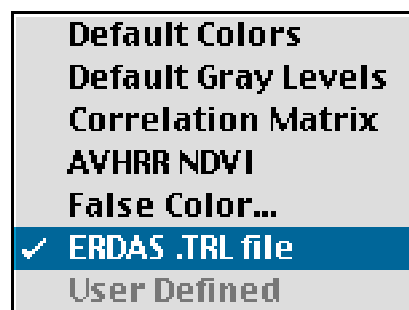 Default Colors
Default Gray Levels
Correlation Matrix
AVHRR NDVI
False Color...
✓ ERDAS .TRL file
User Defined